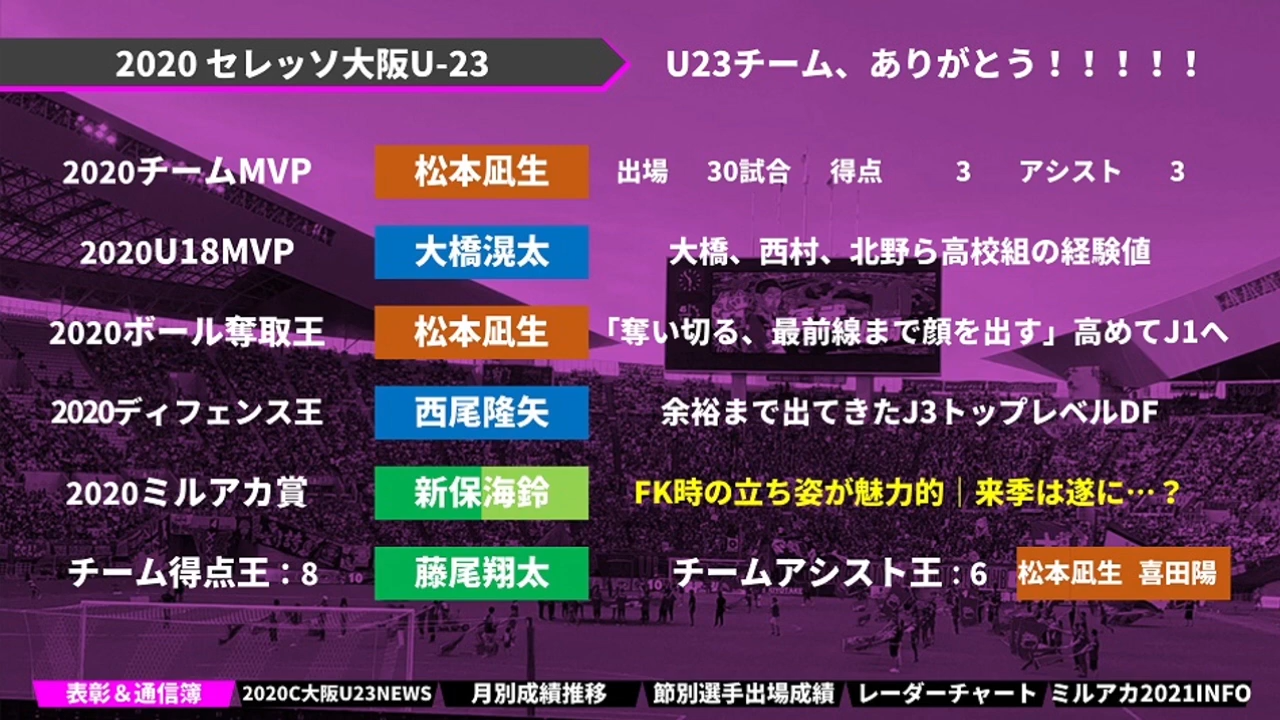 2020 セレッソ大阪U-23
U23チーム、ありがとう！！！！！
2020チームMVP 松本凪生 出場 30試合 得点 3 アシスト 3
2020U18MVP 大橋滉太 大橋、西村、北野ら高校組の経験値
2020ボール奪取王 松本凪生 「奪い切る、最前線まで顔を出す」高めてJ1へ
2020ディフェンス王 西尾隆矢 余裕まで出てきたJ3トップレベルDF
2020ミルアカ賞 新保海鈴 FK時の立ち姿が魅力的｜来季は遂に…？
チーム得点王：8 藤尾翔太 チームアシスト王：6 松本凪生 喜田陽
表彰＆通信簿 2020C大阪U23NEWS 月別成績推移 節別選手出場成績 レーダーチャート ミルアカ2021INFO